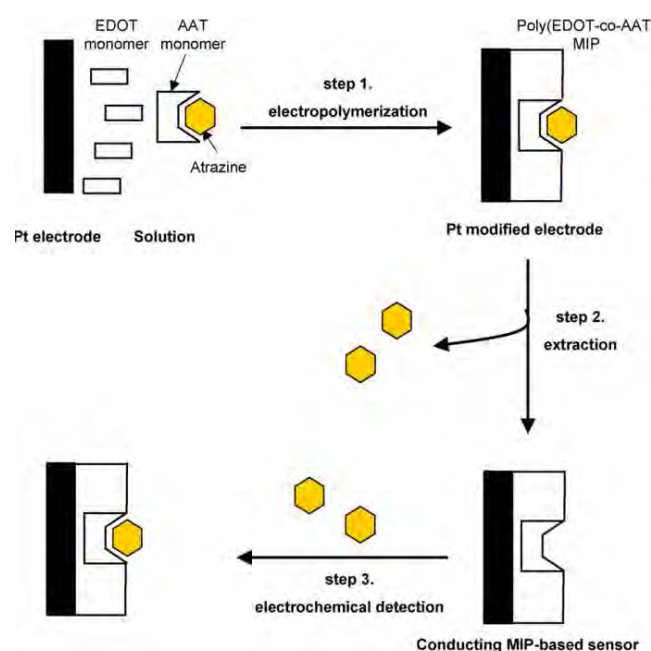 EDOT
monomer
AAT
monomer
Poly(EDOT-co-AAT
MIP
step 1.
electropolymerization
Atrazine
Pt electrode
Solution
Pt modified electrode
step 2.
extraction
step 3.
electrochemical detection
Conducting MIP-based sensor